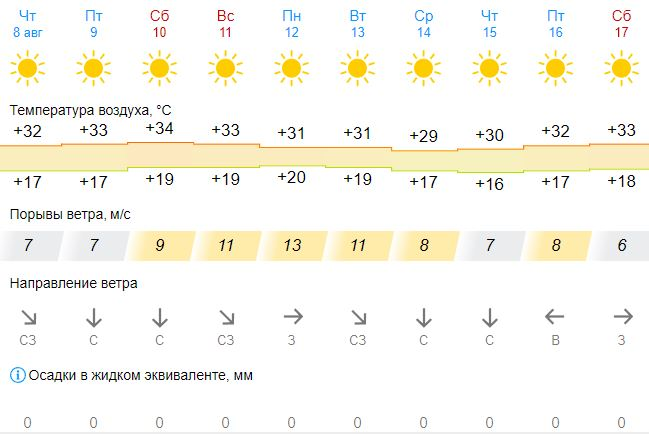 Чт Пт Сб Вс Пн Вт Ср Чт Пт Сб
8 авг 9 10 11 12 13 14 15 16 17
Температура воздуха, °C
+32 +33 +34 +33 +31 +31 +29 +30 +32 +33
+17 +17 +19 +19 +20 +19 +17 +16 +17 +18
Порывы ветра, м/с
7 7 9 11 13 11 8 7 8 6
Направление ветра
СЗ С С СЗ З СЗ С С В З
Осадки в жидком эквиваленте, мм
0 0 0 0 0 0 0 0 0 0